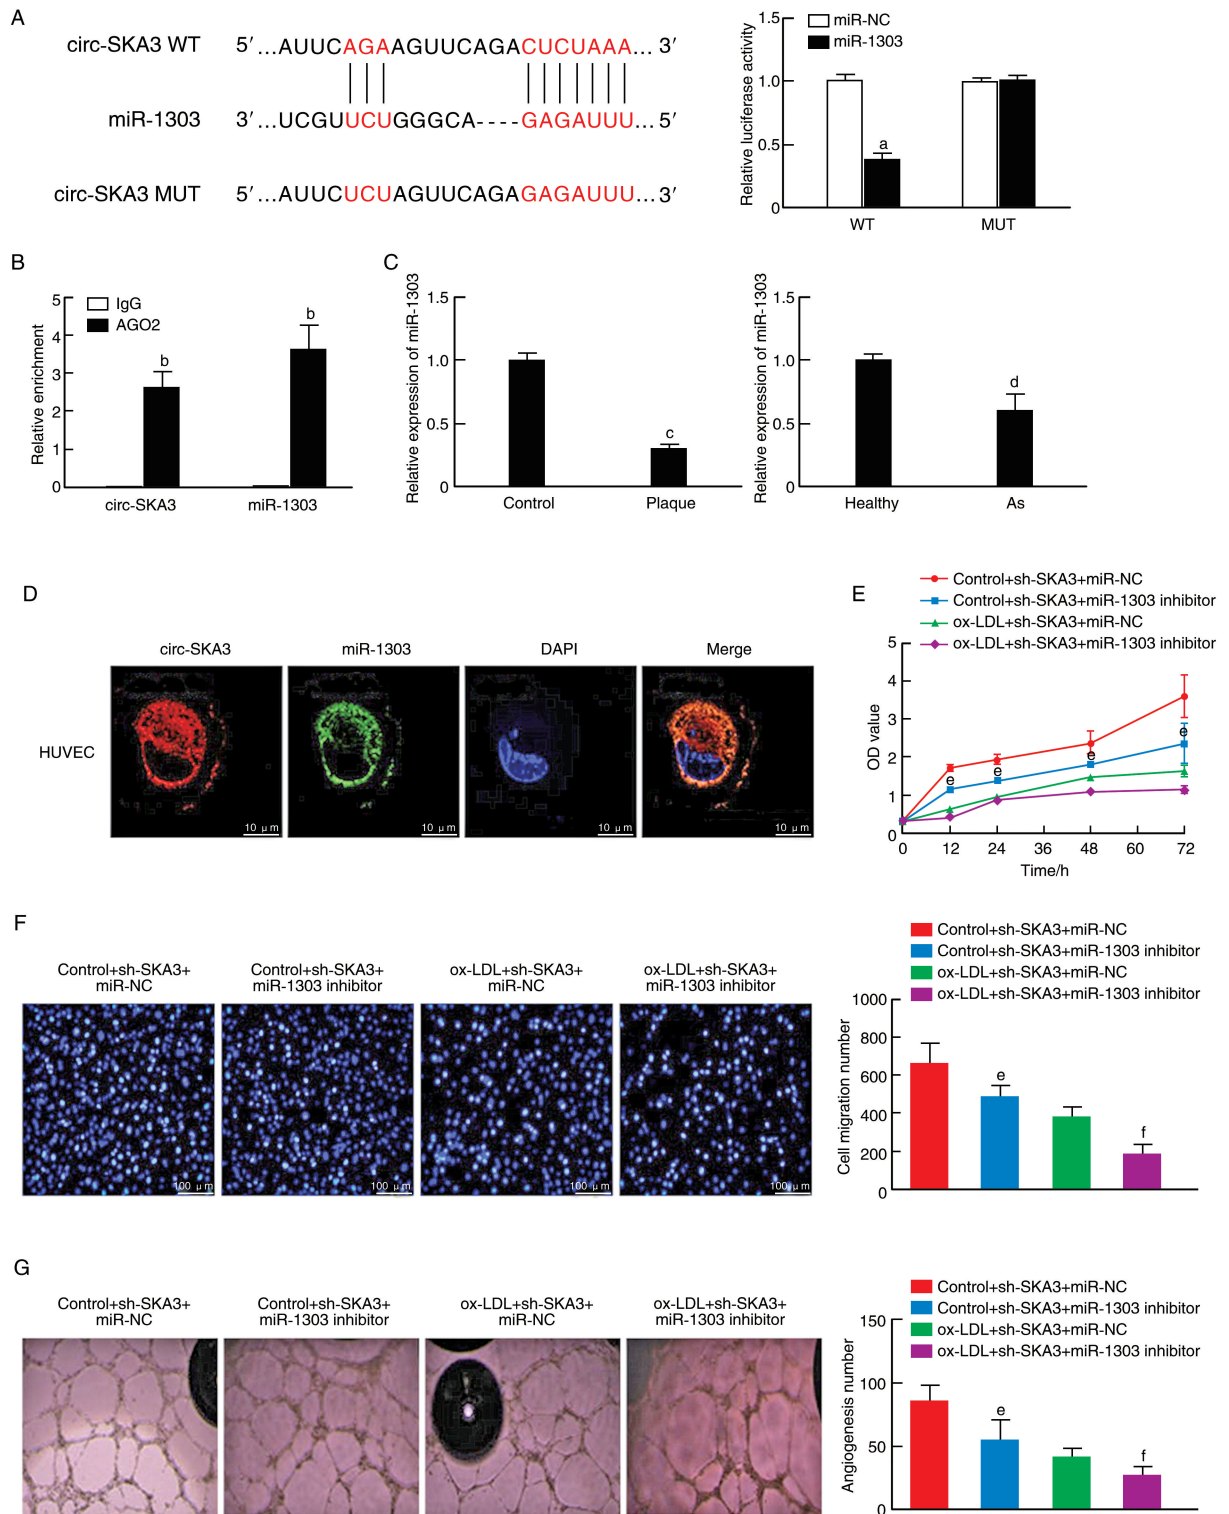 A
circ-SKA3 WT 5′ …AUUCAGAAGUUCAGACUCUAAA… 3′
miR-1303 3′ …UCGUUCUGGGCA----GAGAUUU… 5′
circ-SKA3 MUT 5′ …AUUCUCUAGUUCAGAGAGAUUU… 3′
Relative luciferase activity
1.5
1.0
0.5
0
miR-NC
miR-1303
a
WT MUT
B
Relative enrichment
5
4
3
2
1
0
IgG
AGO2
b
b
circ-SKA3 miR-1303
C
Relative expression of miR-1303
1.5
1.0
0.5
0
c
Control Plaque
Relative expression of miR-1303
1.5
1.0
0.5
0
d
Healthy As
D
circ-SKA3 miR-1303 DAPI Merge
HUVEC
10 μm 10 μm 10 μm 10 μm
E
Control+sh-SKA3+miR-NC
Control+sh-SKA3+miR-1303 inhibitor
ox-LDL+sh-SKA3+miR-NC
ox-LDL+sh-SKA3+miR-1303 inhibitor
OD value
5
4
3
2
1
0
e e e e
0 12 24 36 48 60 72
Time/h
F
Control+sh-SKA3+
miR-NC
Control+sh-SKA3+
miR-1303 inhibitor
ox-LDL+sh-SKA3+
miR-NC
ox-LDL+sh-SKA3+
miR-1303 inhibitor
100 μm 100 μm 100 μm 100 μm
Control+sh-SKA3+miR-NC
Control+sh-SKA3+miR-1303 inhibitor
ox-LDL+sh-SKA3+miR-NC
ox-LDL+sh-SKA3+miR-1303 inhibitor
Cell migration number
1000
800
600
400
200
0
e
f
G
Control+sh-SKA3+
miR-NC
Control+sh-SKA3+
miR-1303 inhibitor
ox-LDL+sh-SKA3+
miR-NC
ox-LDL+sh-SKA3+
miR-1303 inhibitor
Control+sh-SKA3+miR-NC
Control+sh-SKA3+miR-1303 inhibitor
ox-LDL+sh-SKA3+miR-NC
ox-LDL+sh-SKA3+miR-1303 inhibitor
Angiogenesis number
150
100
50
0
e
f